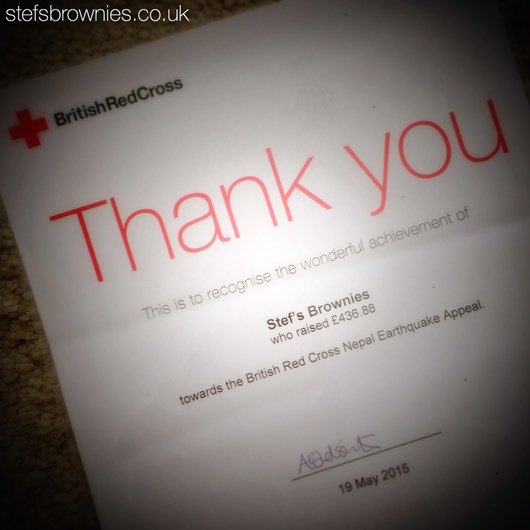 stefsbrownies.co.uk
BritishRedCross
Thank you
This is to recognise the wonderful achievement of
Stef's Brownies
who raised £436.88
towards the British Red Cross Nepal Earthquake Appeal.
19 May 2015